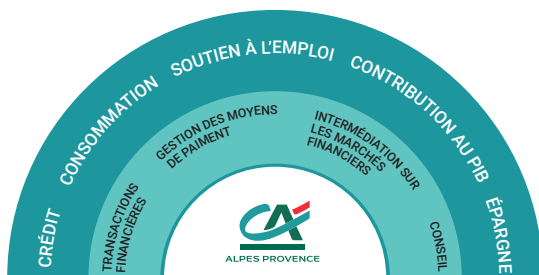 CRÉDIT
CONSOMMATION
SOUTIEN À L'EMPLOI
CONTRIBUTION AU PIB
ÉPARGNE
TRANSACTIONS
FINANCIÈRES
GESTION DES MOYENS
DE PAIMENT
INTERMÉDIATION SUR
LES MARCHÉS
FINANCIERS
CONSEIL
CA
ALPES PROVENCE